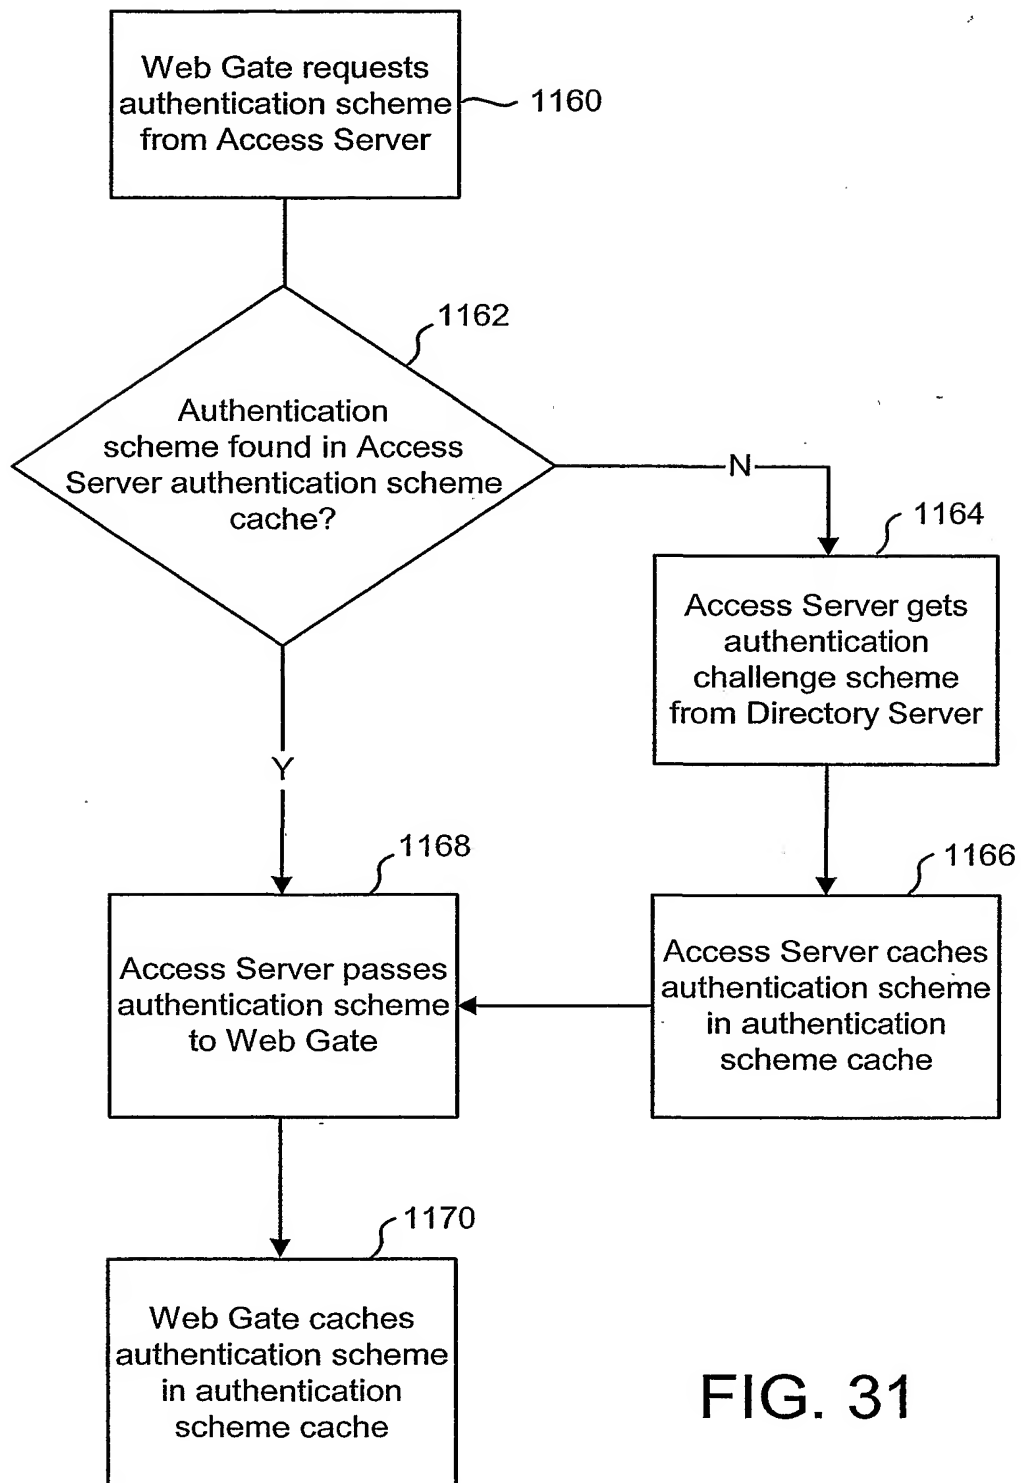 Web Gate requests
authentication scheme
from Access Server
1160
1162
Authentication
scheme found in Access
Server authentication scheme
cache?
N
1164
Access Server gets
authentication
challenge scheme
from Directory Server
Y
1168
1166
Access Server passes
authentication scheme
to Web Gate
Access Server caches
authentication scheme
in authentication
scheme cache
1170
Web Gate caches
authentication scheme
in authentication
scheme cache
FIG. 31